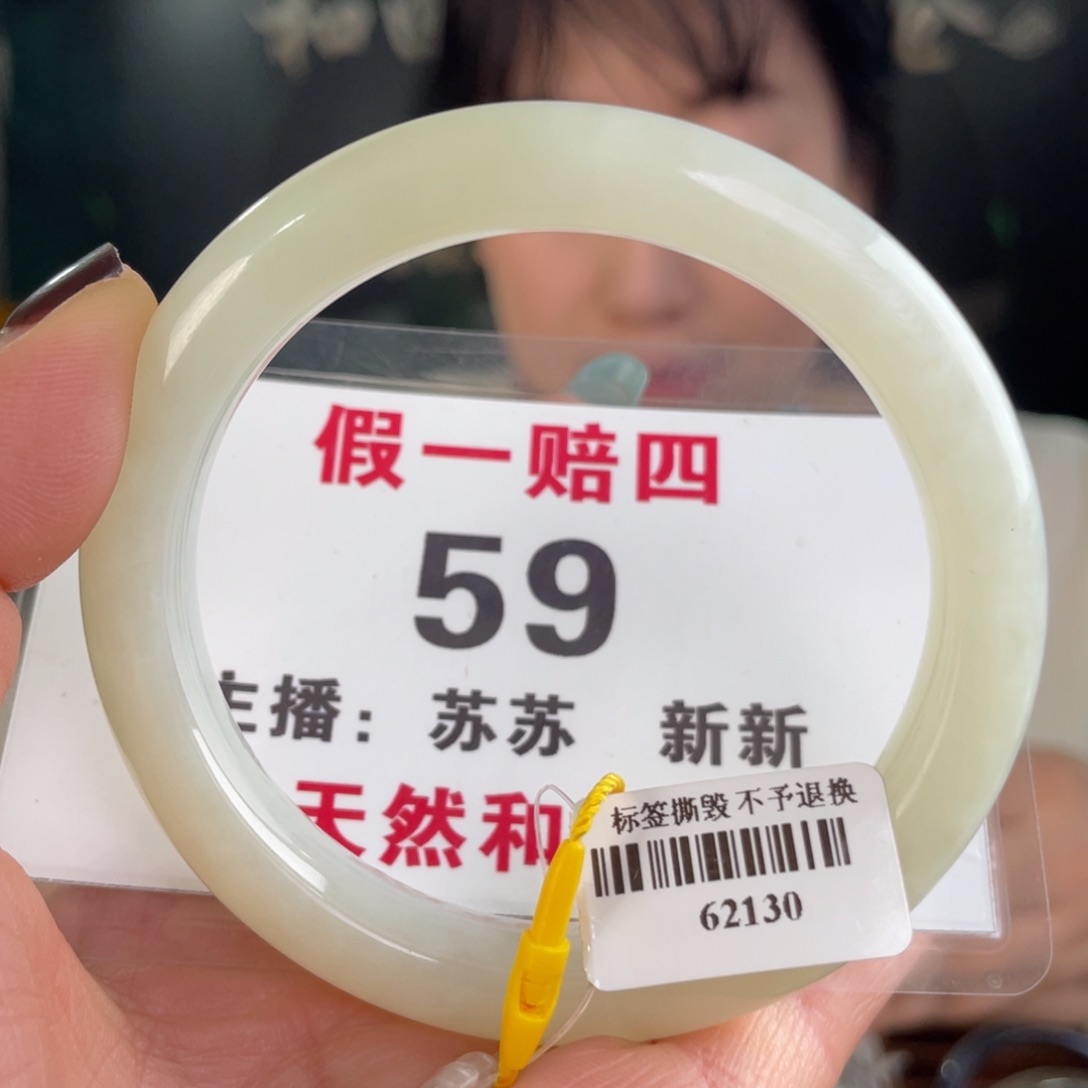 假一赔四
59
主播： 苏苏 新新
天然和
标签撕毁 不予退换
62130